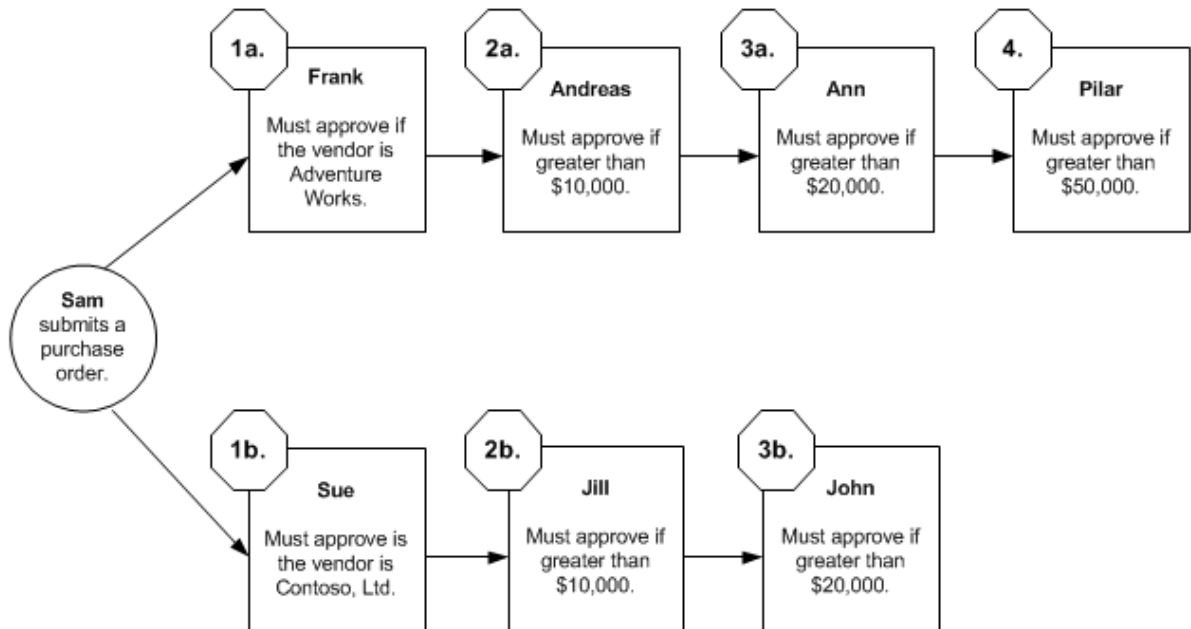 1a.
Frank
Must approve if
the vendor is
Adventure
Works.
2a.
Andreas
Must approve if
greater than
$10,000.
3a.
Ann
Must approve if
greater than
$20,000.
4.
Pilar
Must approve if
greater than
$50,000.
Sam
submits a
purchase
order.
1b.
Sue
Must approve is
the vendor is
Contoso, Ltd.
2b.
Jill
Must approve if
greater than
$10,000.
3b.
John
Must approve if
greater than
$20,000.